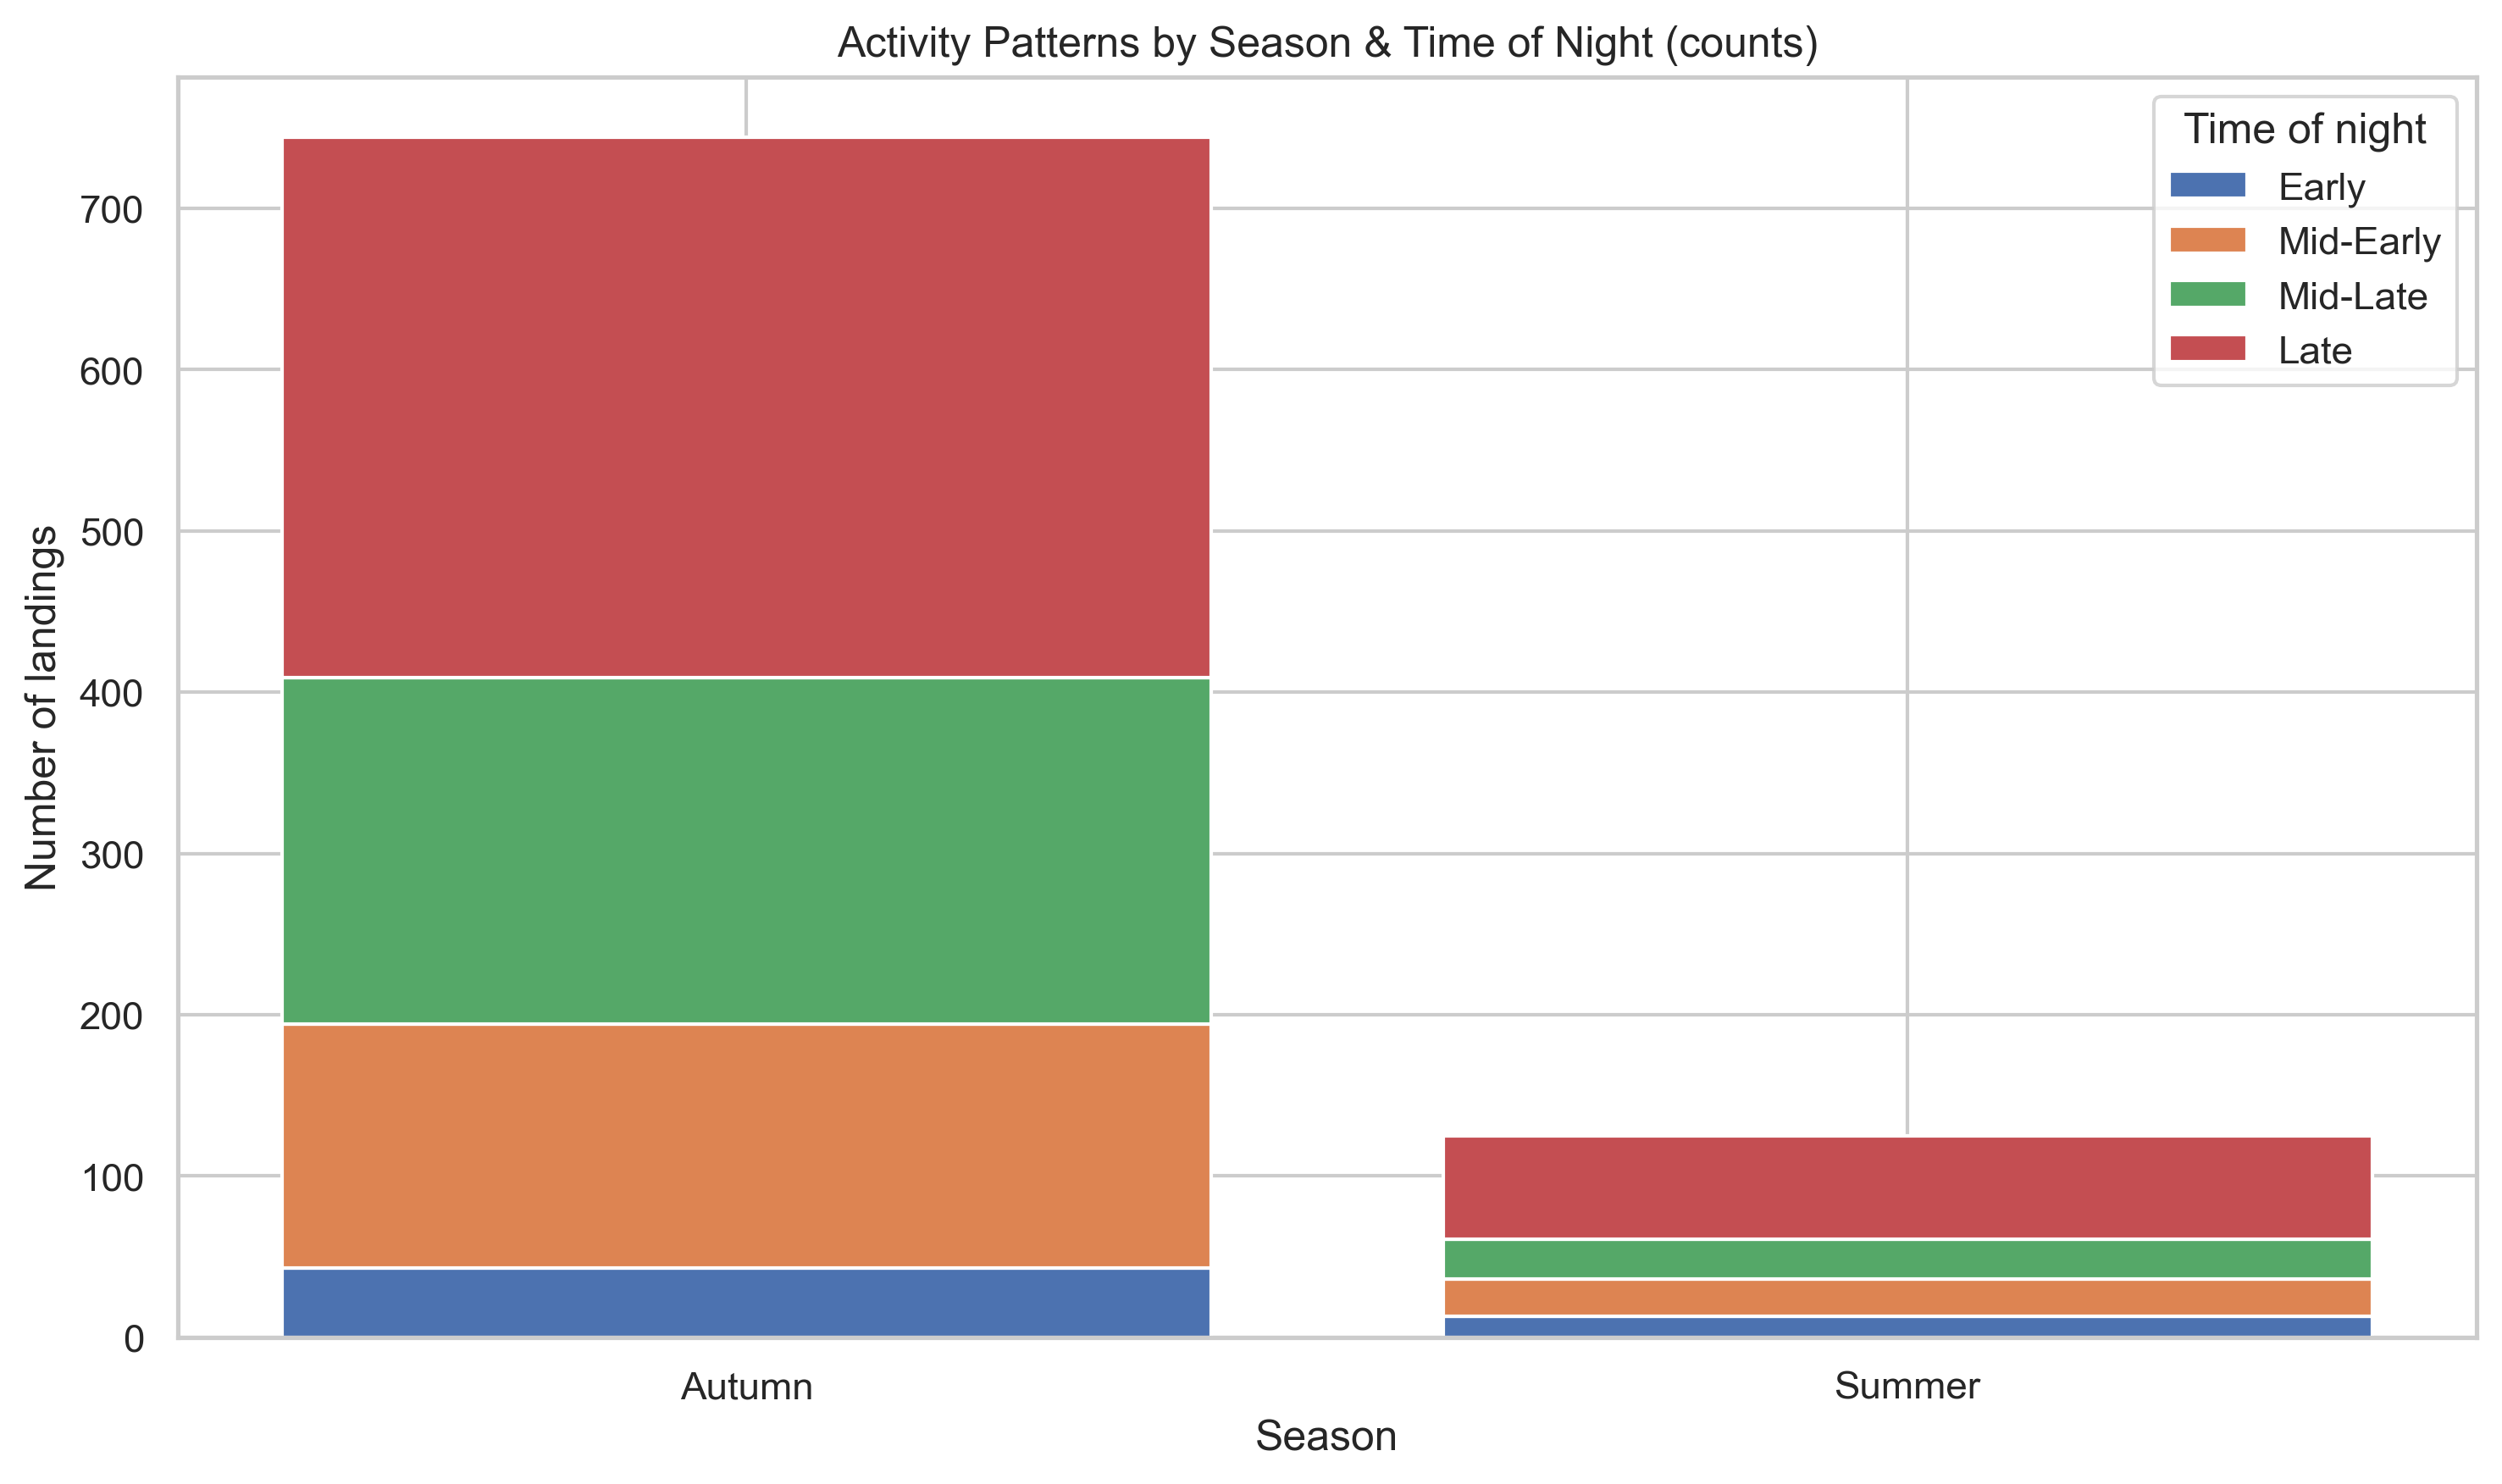 Activity Patterns by Season & Time of Night (counts)
Number of landings
700
600
500
400
300
200
100
0
Time of night
Early
Mid-Early
Mid-Late
Late
Autumn
Summer
Season